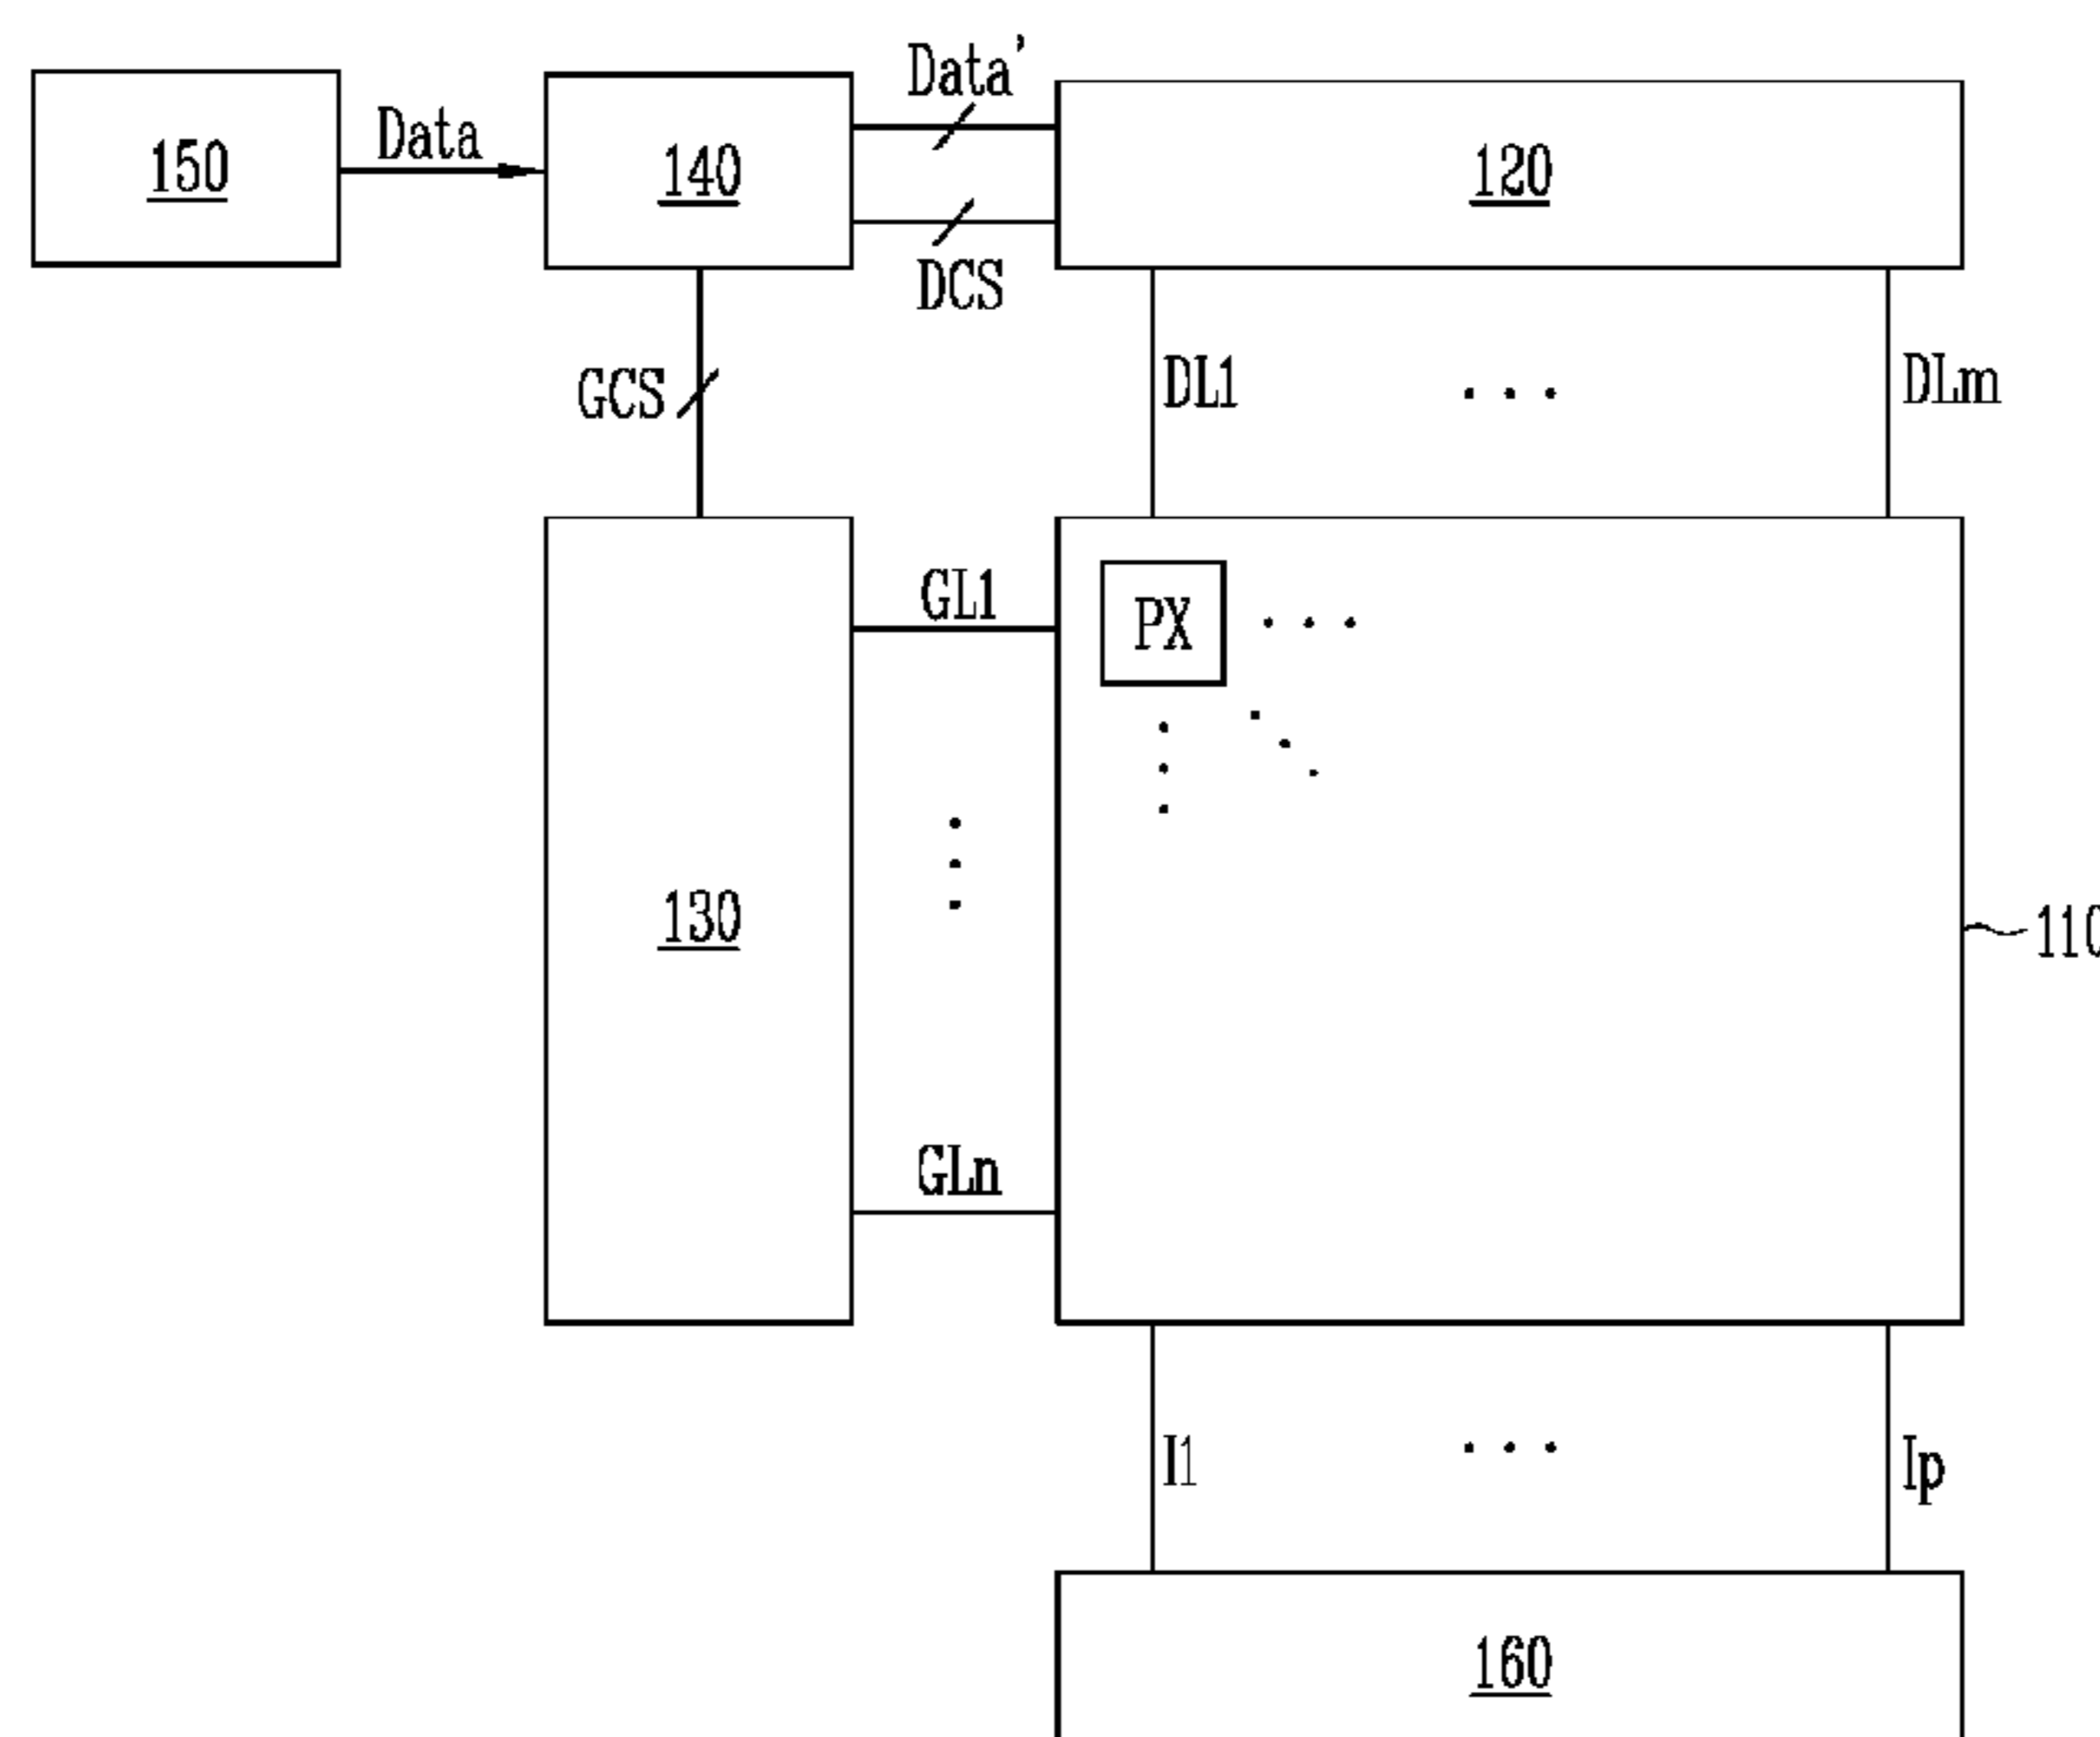 Data'
150
Data
140
120
DCS
GCS
DL1
DLm
GL1
PX
130
110
GLn
I1
Ip
160